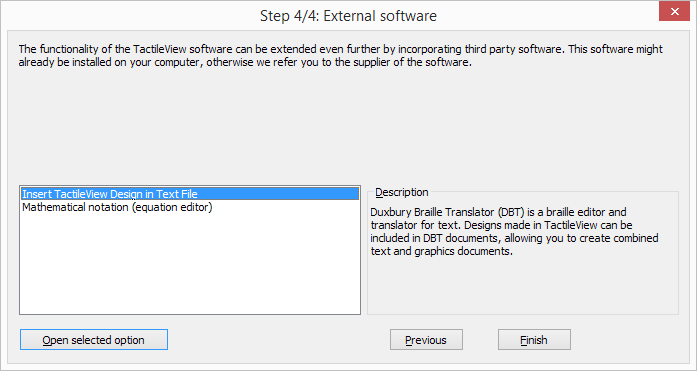 Step 4/4: External software
The functionality of the TactileView software can be extended even further by incorporating third party software. This software might
already be installed on your computer, otherwise we refer you to the supplier of the software.
Insert TactileView Design in Text File
Mathematical notation (equation editor)
Description
Duxbury Braille Translator (DBT) is a braille editor and
translator for text. Designs made in TactileView can be
included in DBT documents, allowing you to create combined
text and graphics documents.
Open selected option
Previous
Finish